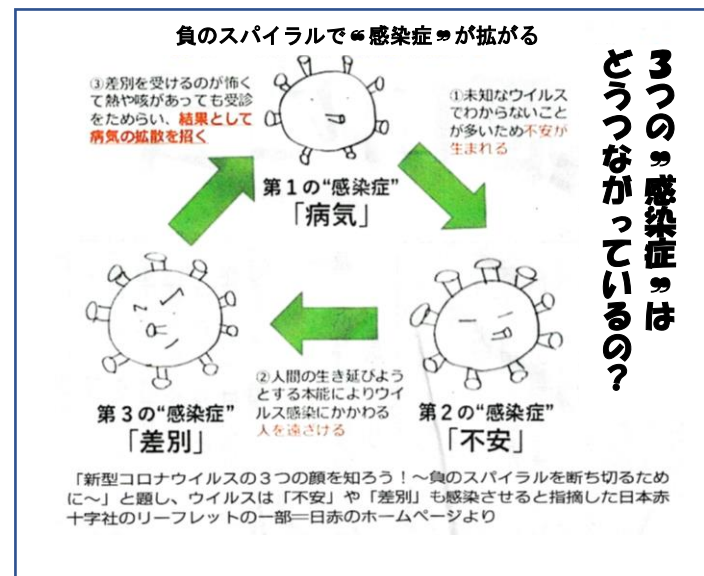 負のスパイラルで“感染症”が拡がる
3つの”感染症”は
どうつながっているの？
①未知なウイルス
でわからないこと
が多いため不安が
生まれる
③差別を受けるのが怖く
て熱や咳があっても受診
をためらい、結果として
病気の拡散を招く
第1の“感染症”
「病気」
第3の“感染症”
「差別」
②人間の生き延びよう
とする本能によりウイ
ルス感染にかかわる
人を遠ざける
第2の“感染症”
「不安」
「新型コロナウイルスの３つの顔を知ろう！～負のスパイラルを断ち切るため
に～」と題し、ウイルスは「不安」や「差別」も感染させると指摘した日本赤
十字社のリーフレットの一部＝日赤のホームページより